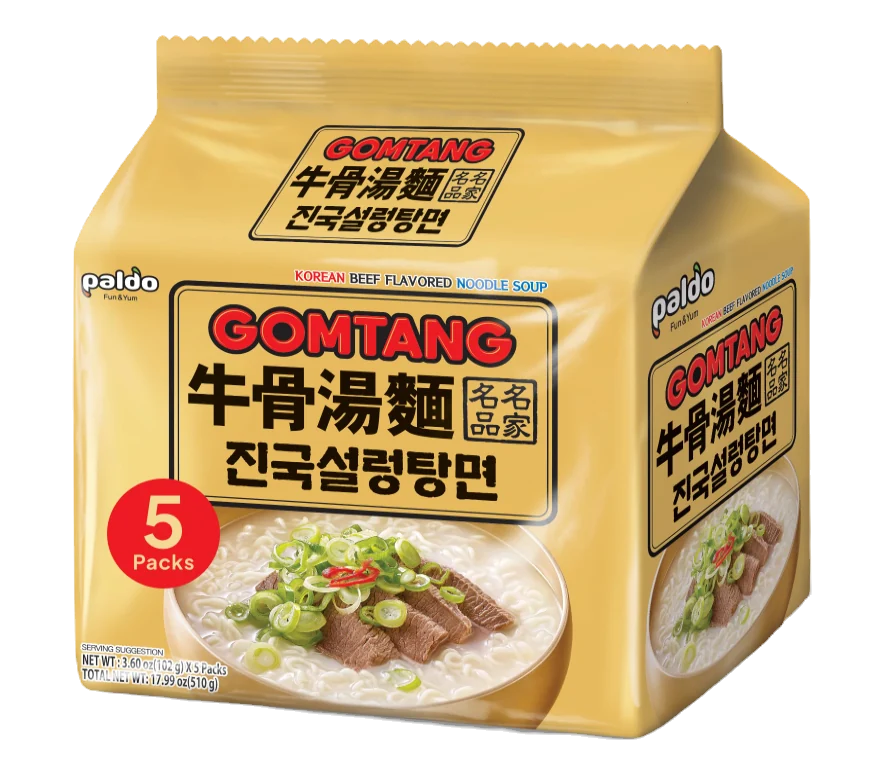 GOMTANG
牛骨湯麵
名名
品家
진국설렁탕면
paldo
Fun & Yum
KOREAN BEEF FLAVORED NOODLE SOUP
GOMTANG
牛骨湯麵
名名
品家
진국설렁탕면
5
Packs
SERVING SUGGESTION
NET WT : 3.60 oz(102 g) X 5 Packs
TOTAL NET WT: 17.99 oz(510 g)
paldo
Fun & Yum
KOREAN BEEF FLAVORED NOODLE SOUP
GOMTANG
牛骨湯麵
名名
品家
진국설렁탕면